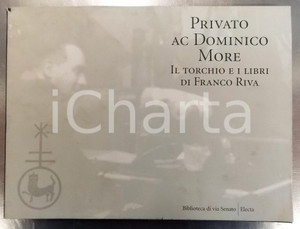 PRIVATO
AC DOMINICO
MORE
IL TORCHIO E I LIBRI
DI FRANCO RIVA
iCharta
Biblioteca di via Senato | Electa